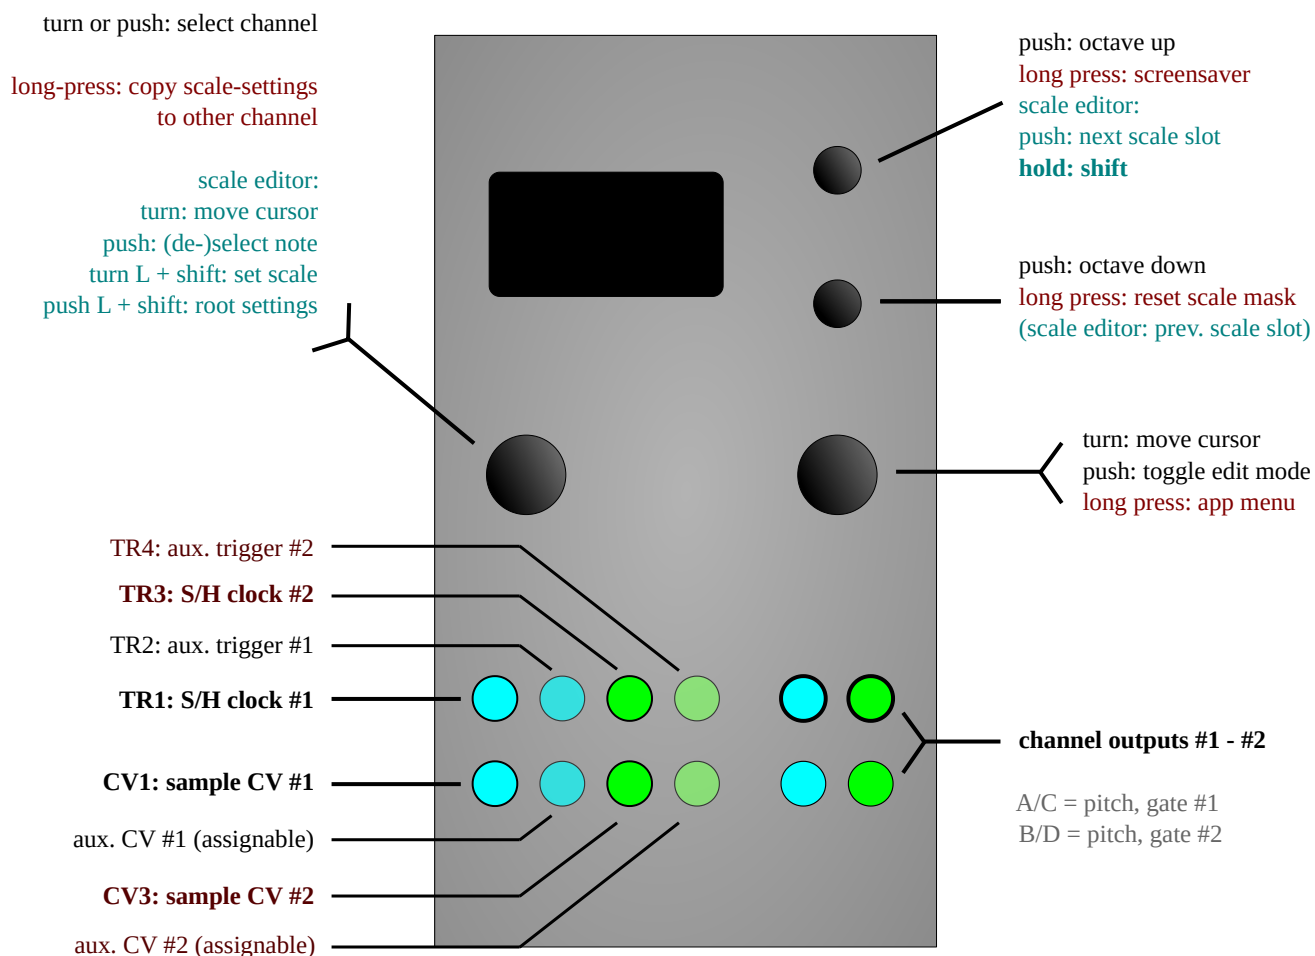 turn or push: select channel
long-press: copy scale-settings
to other channel
scale editor:
turn: move cursor
push: (de-)select note
turn L + shift: set scale
push L + shift: root settings
push: octave up
long press: screensaver
scale editor:
push: next scale slot
hold: shift
push: octave down
long press: reset scale mask
(scale editor: prev. scale slot)
turn: move cursor
push: toggle edit mode
long press: app menu
TR4: aux. trigger #2
TR3: S/H clock #2
TR2: aux. trigger #1
TR1: S/H clock #1
CV1: sample CV #1
aux. CV #1 (assignable)
CV3: sample CV #2
aux. CV #2 (assignable)
channel outputs #1 - #2
A/C = pitch, gate #1
B/D = pitch, gate #2